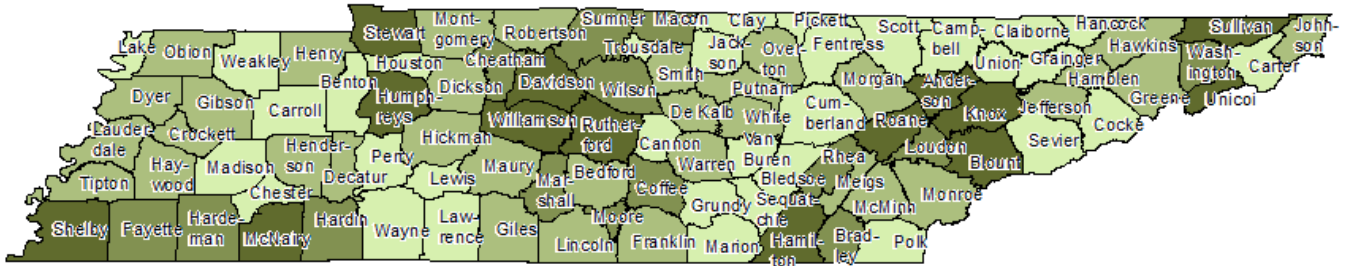 Lake
Obion
Weakley
Henry
Stewart
Mont-
gomery
Robertson
Sumner
Macon
Clay
Pickett
Scott
Camp-
bell
Claiborne
Hancock
Sullivan
John-
son
Houston
Cheatham
Trousdale
Jack-
son
Over-
ton
Fentress
Union
Grainger
Hawkins
Wash-
ington
Carter
Benton
Dyer
Gibson
Carroll
Humph-
reys
Dickson
Davidson
Wilson
Smith
Putnam
Morgan
Ander-
son
Knox
Hamblen
Jefferson
Greene
Unicoi
Lauder-
dale
Crockett
Hender-
son
Hickman
Williamson
Ruther-
ford
De Kalb
White
Cum-
berland
Roane
Loudon
Blount
Sevier
Cocke
Tipton
Hay-
wood
Madison
Chester
Decatur
Perry
Lewis
Maury
Mar-
shall
Bedford
Cannon
Coffee
Warren
Van
Buren
Bledsoe
Rhea
Meigs
McMinn
Monroe
Shelby
Fayette
Harde-
man
McNairy
Hardin
Wayne
Law-
rence
Giles
Lincoln
Moore
Franklin
Grundy
Sequat-
chie
Marion
Hamil-
ton
Brad-
ley
Polk